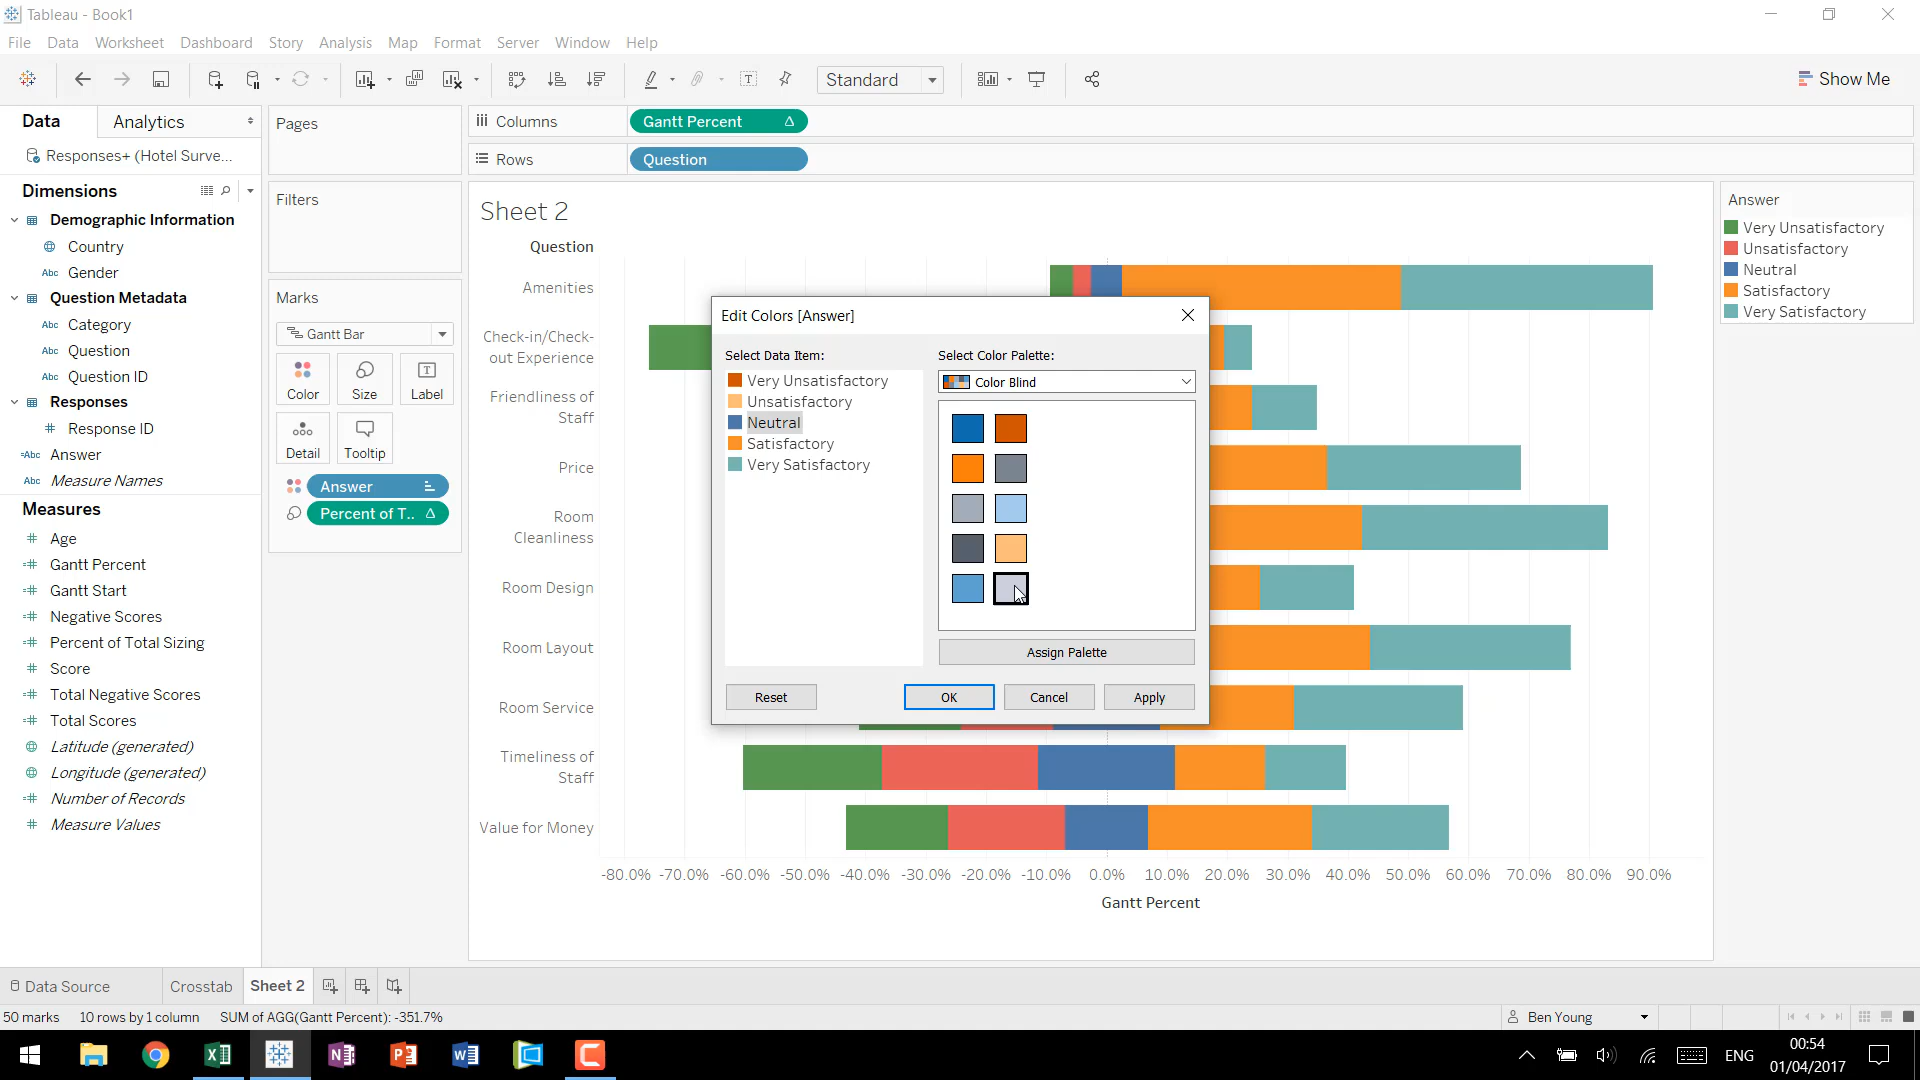 Tableau - Book1
File Data Worksheet Dashboard Story Analysis Map Format Server Window Help
Standard
Show Me
Data Analytics
Responses+ (Hotel Surve...
Dimensions
Demographic Information
Country
Abc Gender
Question Metadata
Abc Category
Abc Question
Abc Question ID
Responses
# Response ID
=Abc Answer
Abc Measure Names
Measures
# Age
=# Gantt Percent
=# Gantt Start
=# Negative Scores
=# Percent of Total Sizing
=# Score
=# Total Negative Scores
=# Total Scores
Latitude (generated)
Longitude (generated)
=# Number of Records
# Measure Values
Pages
Filters
Marks
Gantt Bar
Color Size Label
Detail Tooltip
Answer
Percent of T.. Δ
Columns Gantt Percent Δ
Rows Question
Sheet 2
Question
Amenities
Check-in/Check-
out Experience
Friendliness of
Staff
Price
Room
Cleanliness
Room Design
Room Layout
Room Service
Timeliness of
Staff
Value for Money
-80.0% -70.0% -60.0% -50.0% -40.0% -30.0% -20.0% -10.0% 0.0% 10.0% 20.0% 30.0% 40.0% 50.0% 60.0% 70.0% 80.0% 90.0%
Gantt Percent
Edit Colors [Answer]
Select Data Item:
Very Unsatisfactory
Unsatisfactory
Neutral
Satisfactory
Very Satisfactory
Select Color Palette:
Color Blind
Assign Palette
Reset OK Cancel Apply
Answer
Very Unsatisfactory
Unsatisfactory
Neutral
Satisfactory
Very Satisfactory
Data Source Crosstab Sheet 2
50 marks 10 rows by 1 column SUM of AGG(Gantt Percent): -351.7%
Ben Young
ENG
00:54
01/04/2017